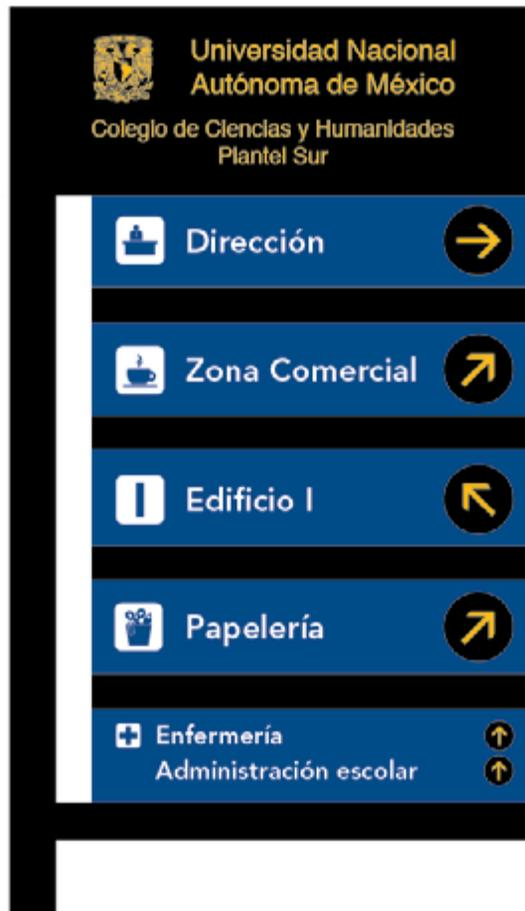 Universidad Nacional
Autónoma de México
Colegio de Ciencias y Humanidades
Plantel Sur
Dirección
Zona Comercial
Edificio I
Papelería
Enfermería
Administración escolar